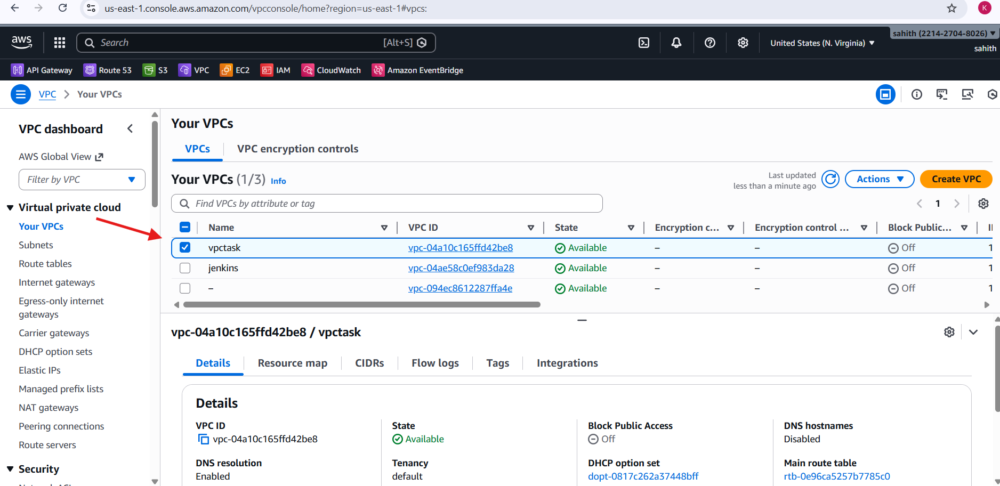 us-east-1.console.aws.amazon.com/vpcconsole/home?region=us-east-1#vpcs:
K
aws
Search
[Alt+S]
United States (N. Virginia)
sahith (2214-2704-8026)
sahith
API Gateway
Route 53
S3
VPC
EC2
IAM
CloudWatch
Amazon EventBridge
VPC
Your VPCs
VPC dashboard
AWS Global View
Filter by VPC
Virtual private cloud
Your VPCs
Subnets
Route tables
Internet gateways
Egress-only internet
gateways
Carrier gateways
DHCP option sets
Elastic IPs
Managed prefix lists
NAT gateways
Peering connections
Route servers
Security
Your VPCs
VPCs
VPC encryption controls
Your VPCs (1/3) Info
Last updated
less than a minute ago
Actions
Create VPC
Find VPCs by attribute or tag
1
Name VPC ID State Encryption c... Encryption control ... Block Public...
vpctask vpc-04a10c165ffd42be8 Available – – Off 1
jenkins vpc-04ae58c0ef983da28 Available – – Off 1
– vpc-094ec8612287ffa4e Available – – Off 1
vpc-04a10c165ffd42be8 / vpctask
Details
Resource map
CIDRs
Flow logs
Tags
Integrations
Details
VPC ID
vpc-04a10c165ffd42be8
State
Available
Block Public Access
Off
DNS hostnames
Disabled
DNS resolution
Enabled
Tenancy
default
DHCP option set
dopt-0817c262a37448bff
Main route table
rtb-0e96ca5257b7785c0